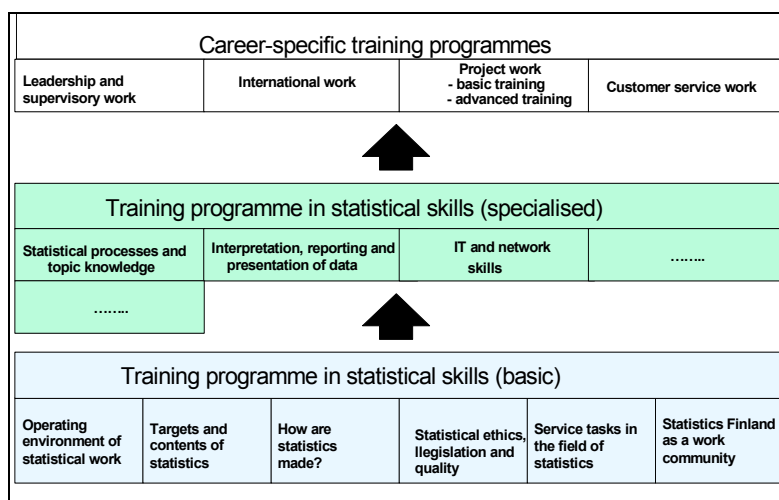 Career-specific training programmes
Leadership and
supervisory work
International work
Project work
- basic training
- advanced training
Customer service work
Training programme in statistical skills (specialised)
Statistical processes and
topic knowledge
Interpretation, reporting and
presentation of data
IT and network
skills
........
........
Training programme in statistical skills (basic)
Operating
environment of
statistical work
Targets and
contents of
statistics
How are
statistics
made?
Statistical ethics,
llegislation and
quality
Service tasks in
the field of
statistics
Statistics Finland
as a work
community